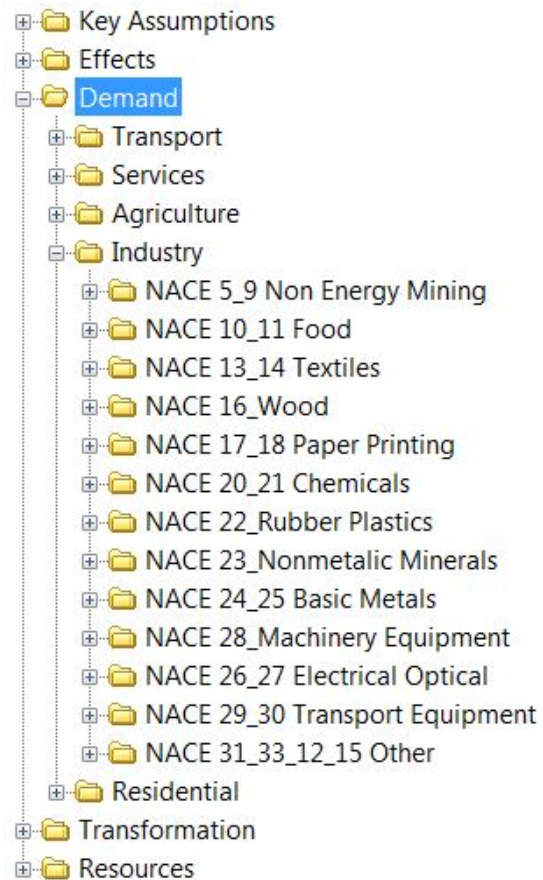 Key Assumptions
Effects
Demand
Transport
Services
Agriculture
Industry
NACE 5_9 Non Energy Mining
NACE 10_11 Food
NACE 13_14 Textiles
NACE 16_Wood
NACE 17_18 Paper Printing
NACE 20_21 Chemicals
NACE 22_Rubber Plastics
NACE 23_Nonmetalic Minerals
NACE 24_25 Basic Metals
NACE 28_Machinery Equipment
NACE 26_27 Electrical Optical
NACE 29_30 Transport Equipment
NACE 31_33_12_15 Other
Residential
Transformation
Resources